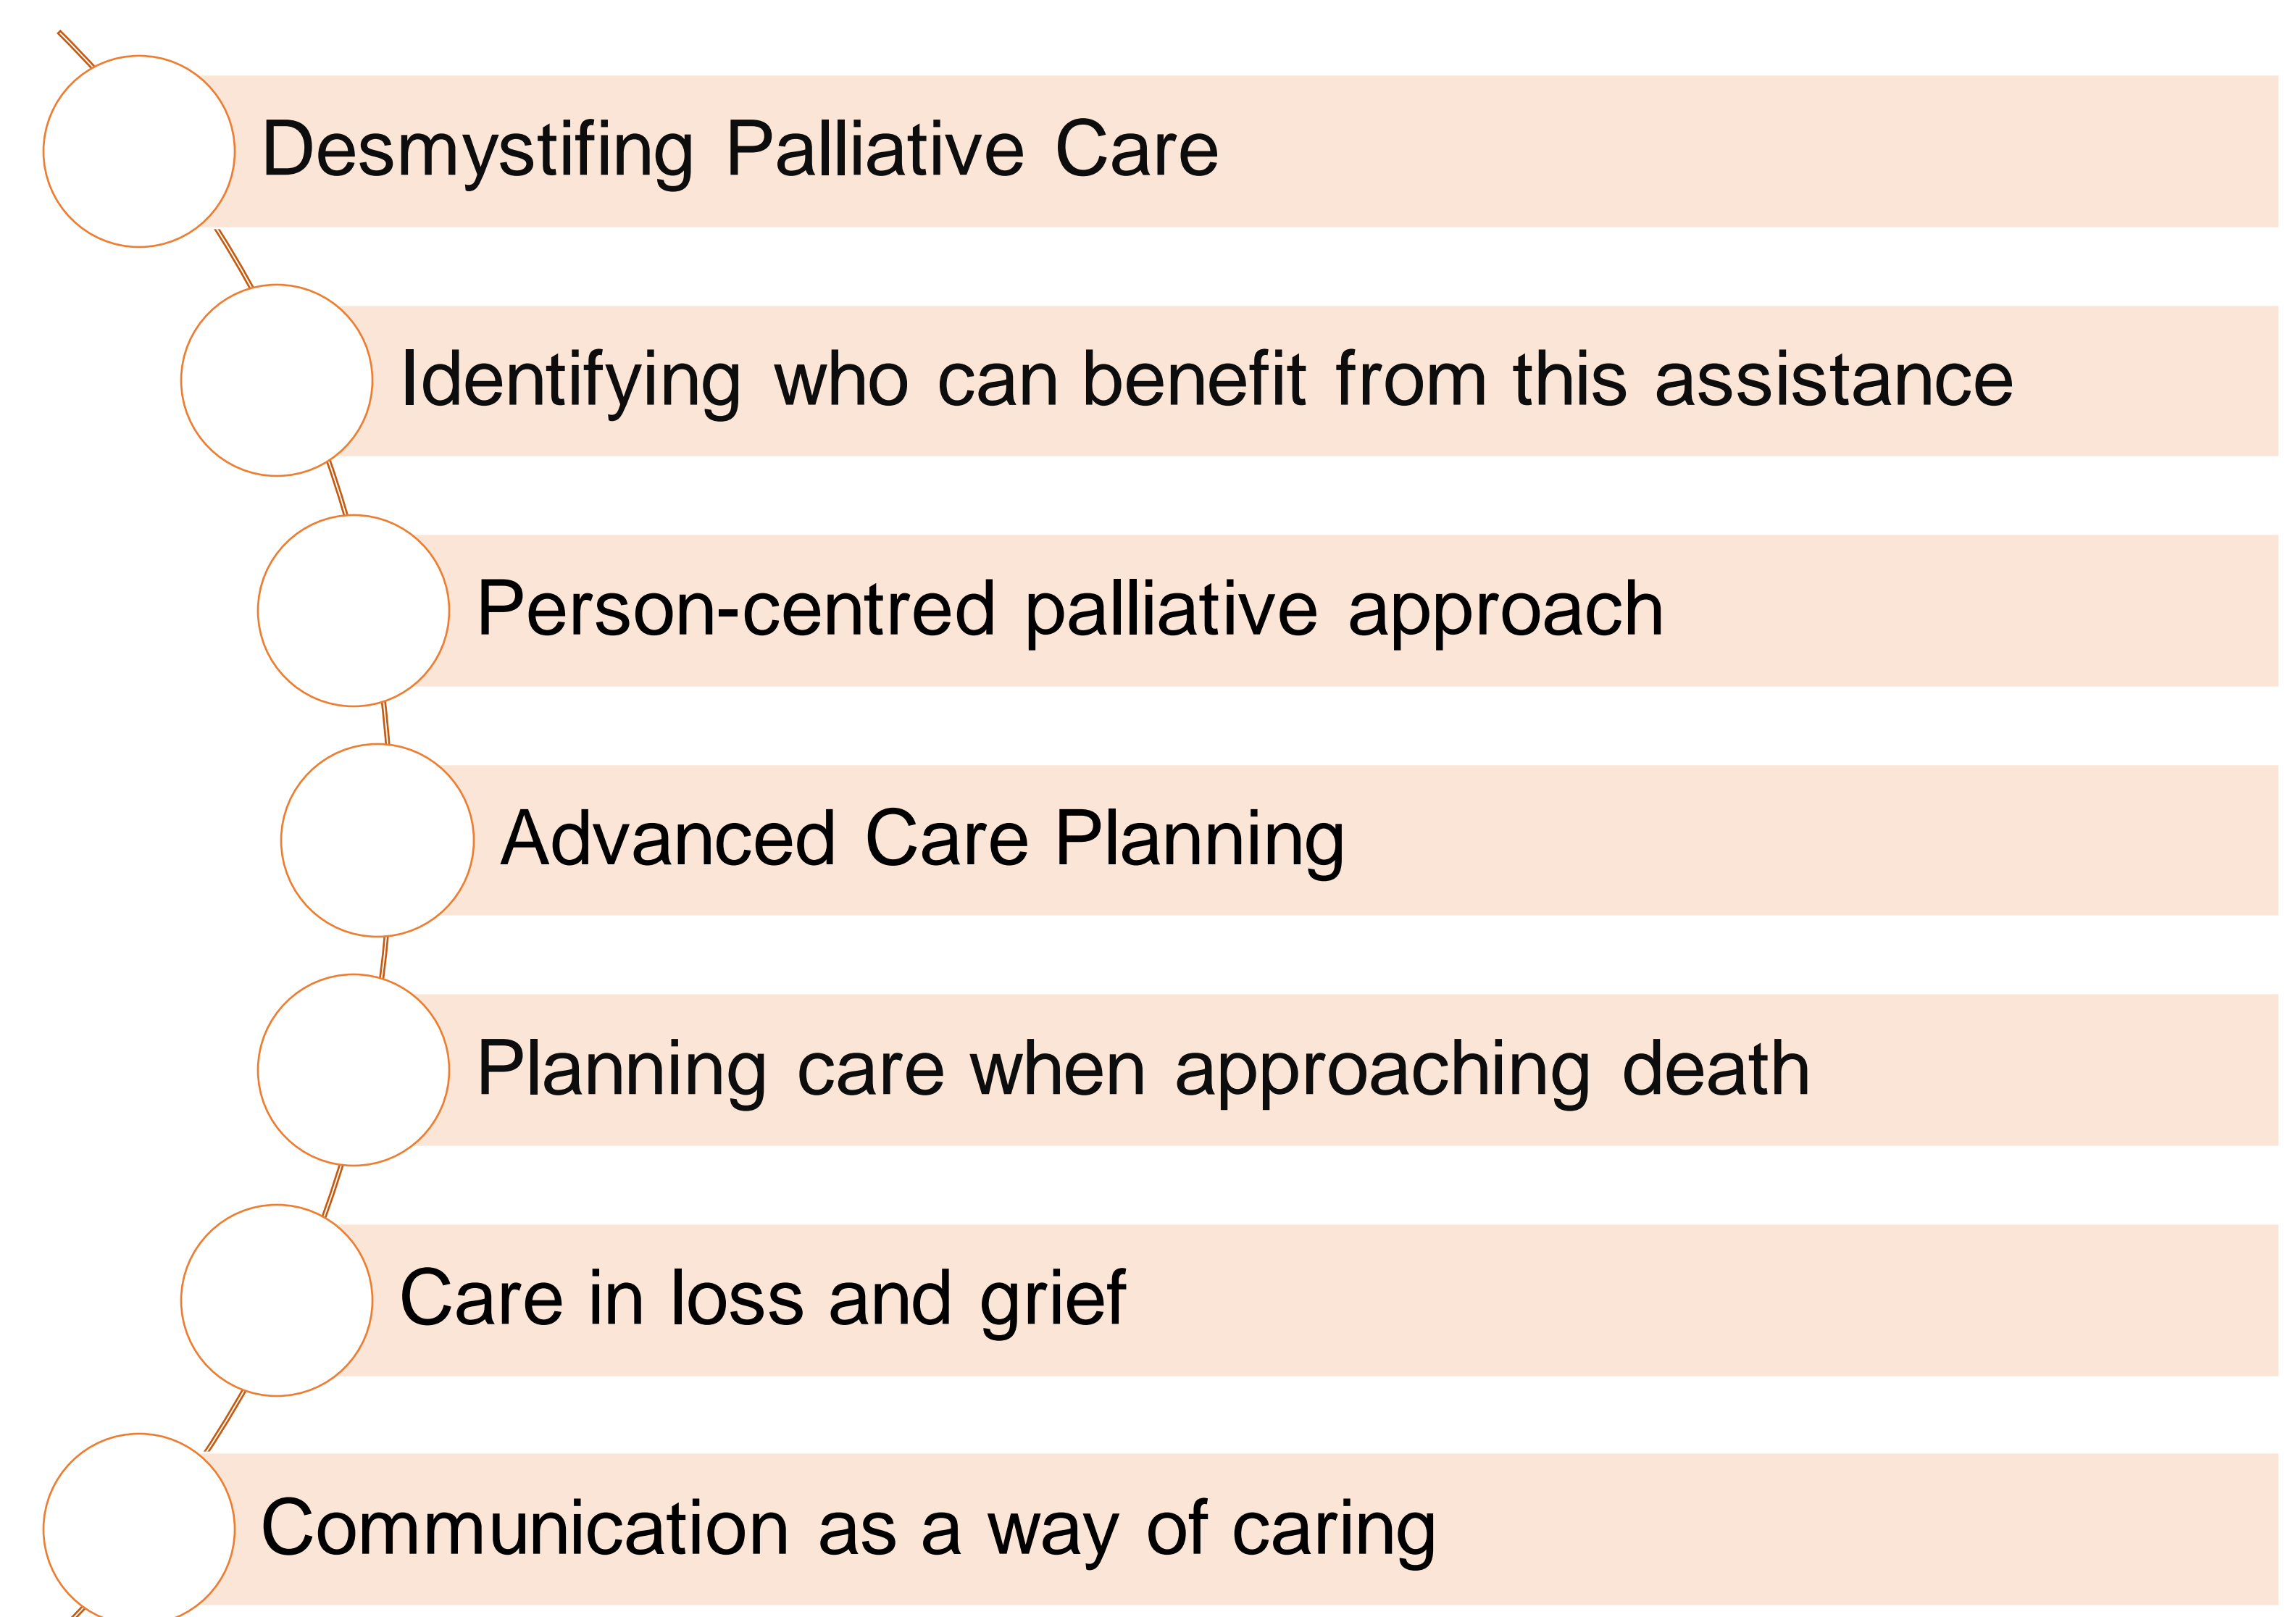 Desmystifing Palliative Care
Identifying who can benefit from this assistance
Person-centred palliative approach
Advanced Care Planning
Planning care when approaching death
Care in loss and grief
Communication as a way of caring